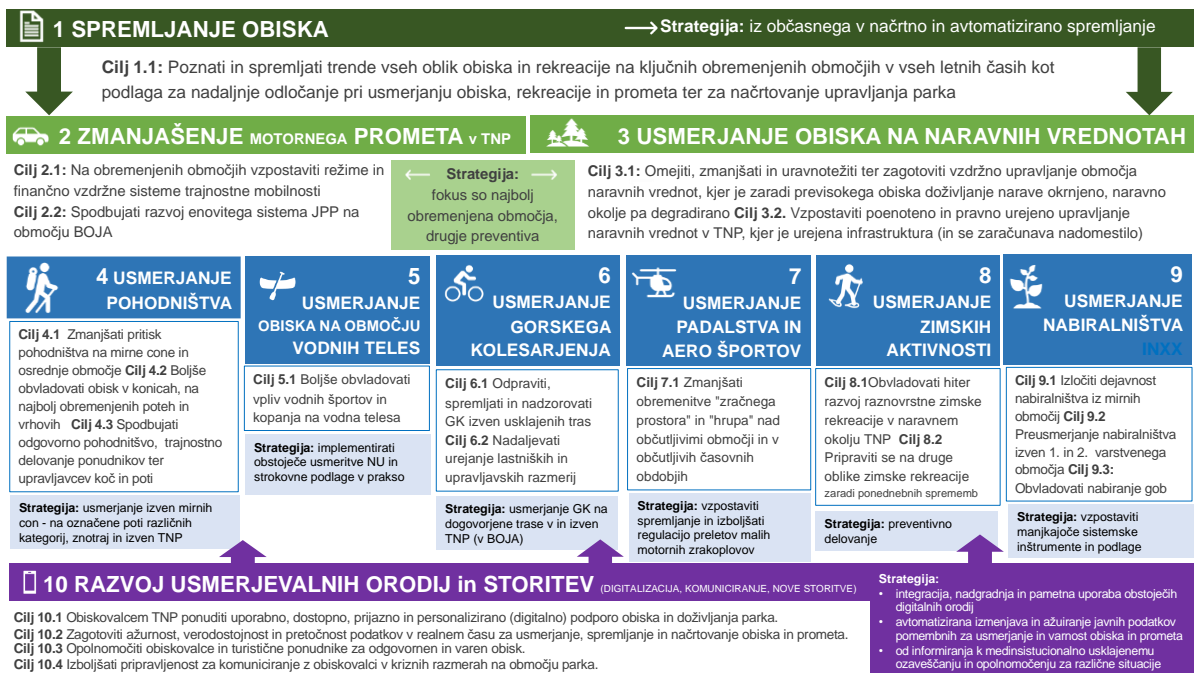 1 SPREMLJANJE OBISKA
Strategija: iz občasnega v načrtno in avtomatizirano spremljanje
Cilj 1.1: Poznati in spremljati trende vseh oblik obiska in rekreacije na ključnih obremenjenih območjih v vseh letnih časih kot
podlaga za nadaljnje odločanje pri usmerjanju obiska, rekreacije in prometa ter za načrtovanje upravljanja parka
2 ZMANJAŠENJE MOTORNEGA PROMETA v TNP
Cilj 2.1: Na obremenjenih območjih vzpostaviti režime in
finančno vzdržne sisteme trajnostne mobilnosti
Cilj 2.2: Spodbujati razvoj enovitega sistema JPP na
območju BOJA
Strategija:
fokus so najbolj
obremenjena območja,
drugje preventiva
3 USMERJANJE OBISKA NA NARAVNIH VREDNOTAH
Cilj 3.1: Omejiti, zmanjšati in uravnotežiti ter zagotoviti vzdržno upravljanje območja
naravnih vrednot, kjer je zaradi previsokega obiska doživljanje narave okrnjeno, naravno
okolje pa degradirano Cilj 3.2. Vzpostaviti poenoteno in pravno urejeno upravljanje
naravnih vrednot v TNP, kjer je urejena infrastruktura (in se zaračunava nadomestilo)
4 USMERJANJE
POHODNIŠTVA
Cilj 4.1 Zmanjšati pritisk
pohodništva na mirne cone in
osrednje območje Cilj 4.2 Boljše
obvladovati obisk v konicah, na
najbolj obremenjenih poteh in
vrhovih Cilj 4.3 Spodbujati
odgovorno pohodnitšvo, trajnostno
delovanje ponudnikov ter
upravljavcev koč in poti
Strategija: usmerjanje izven mirnih
con - na označene poti različnih
kategorij, znotraj in izven TNP
5
USMERJANJE
OBISKA NA OBMOČJU
VODNIH TELES
Cilj 5.1 Boljše obvladovati
vpliv vodnih športov in
kopanja na vodna telesa
Strategija: implementirati
obstoječe usmeritve NU in
strokovne podlage v prakso
6
USMERJANJE
GORSKEGA
KOLESARJENJA
Cilj 6.1 Odpraviti,
spremljati in nadzorovati
GK izven usklajenih tras
Cilj 6.2 Nadaljevati
urejanje lastniških in
upravljavskih razmerij
Strategija: usmerjanje GK na
dogovorjene trase v in izven
TNP (v BOJA)
7
USMERJANJE
PADALSTVA IN
AERO ŠPORTOV
Cilj 7.1 Zmanjšati
obremenitve "zračnega
prostora" in "hrupa" nad
občutljivimi območji in v
občutljivih časovnih
obdobjih
Strategija: vzpostaviti
spremljanje in izboljšati
regulacijo preletov malih
motornih zrakoplovov
8
USMERJANJE
ZIMSKIH
AKTIVNOSTI
Cilj 8.1Obvladovati hiter
razvoj raznovrstne zimske
rekreacije v naravnem
okolju TNP Cilj 8.2
Pripraviti se na druge
oblike zimske rekreacije
zaradi ponednebnih sprememb
Strategija: preventivno
delovanje
9
USMERJANJE
NABIRALNIŠTVA
INXX
Cilj 9.1 Izločiti dejavnost
nabiralništva iz mirnih
območij Cilj 9.2
Preusmerjanje nabiralništva
izven 1. in 2. varstvenega
območja Cilj 9.3:
Obvladovati nabiranje gob
Strategija: vzpostaviti
manjkajoče sistemske
inštrumente in podlage
10 RAZVOJ USMERJEVALNIH ORODIJ in STORITEV (DIGITALIZACIJA, KOMUNICIRANJE, NOVE STORITVE)
Cilj 10.1 Obiskovalcem TNP ponuditi uporabno, dostopno, prijazno in personalizirano (digitalno) podporo obiska in doživljanja parka.
Cilj 10.2 Zagotoviti ažurnost, verodostojnost in pretočnost podatkov v realnem času za usmerjanje, spremljanje in načrtovanje obiska in prometa.
Cilj 10.3 Opolnomočiti obiskovalce in turistične ponudnike za odgovornen in varen obisk.
Cilj 10.4 Izboljšati pripravljenost za komuniciranje z obiskovalci v kriznih razmerah na območju parka.
Strategija:
• integracija, nadgradnja in pametna uporaba obstoječih
digitalnih orodij
• avtomatizirana izmenjava in ažuiranje javnih podatkov
pomembnih za usmerjanje in varnost obiska in prometa
• od informiranja k medinsistucionalno usklajenemu
ozaveščanju in opolnomočenju za različne situacije